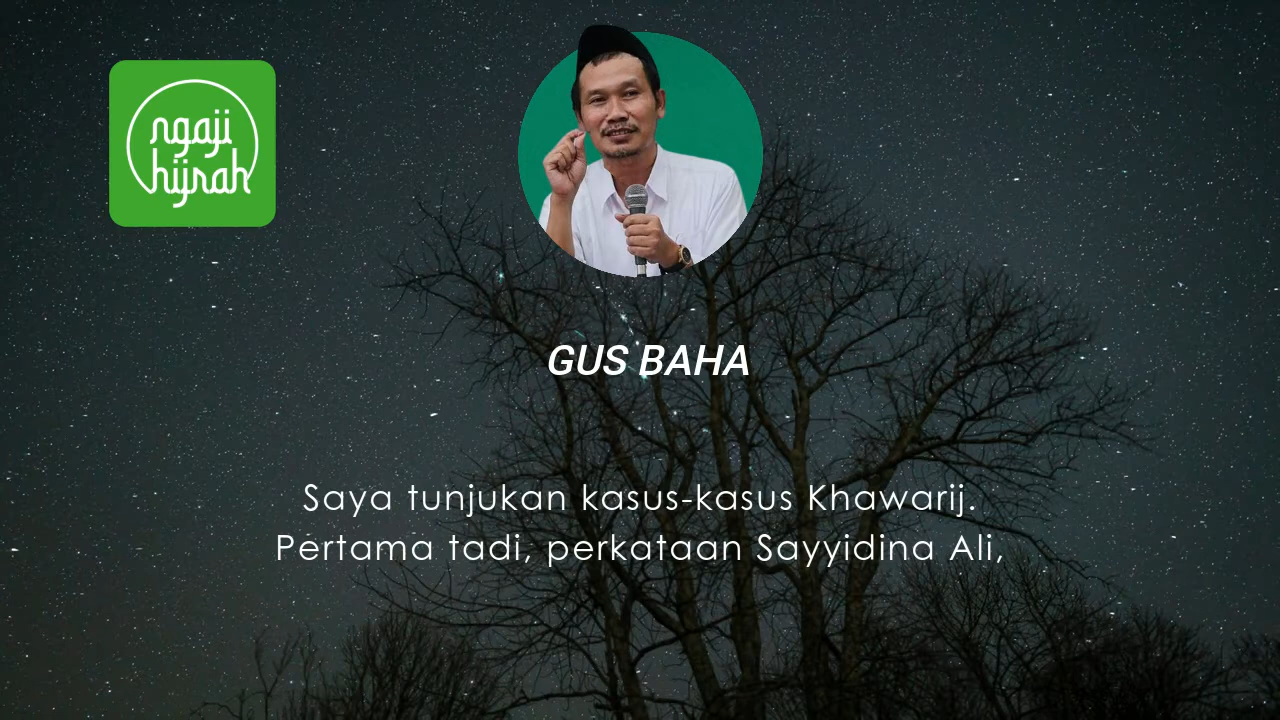 ngaji
hijrah
GUS BAHA
Saya tunjukan kasus-kasus Khawarij.
Pertama tadi, perkataan Sayyidina Ali,